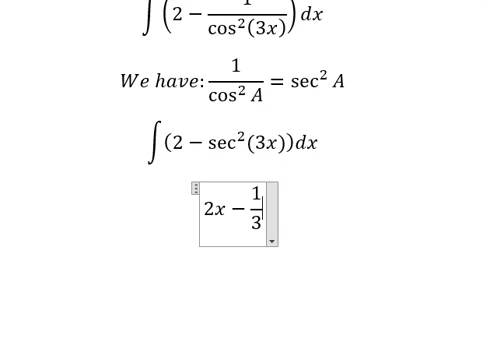 ∫(2 − 1/cos²(3x))dx
We have: 1/cos² A = sec² A
∫(2 − sec²(3x))dx
2x − 1/3